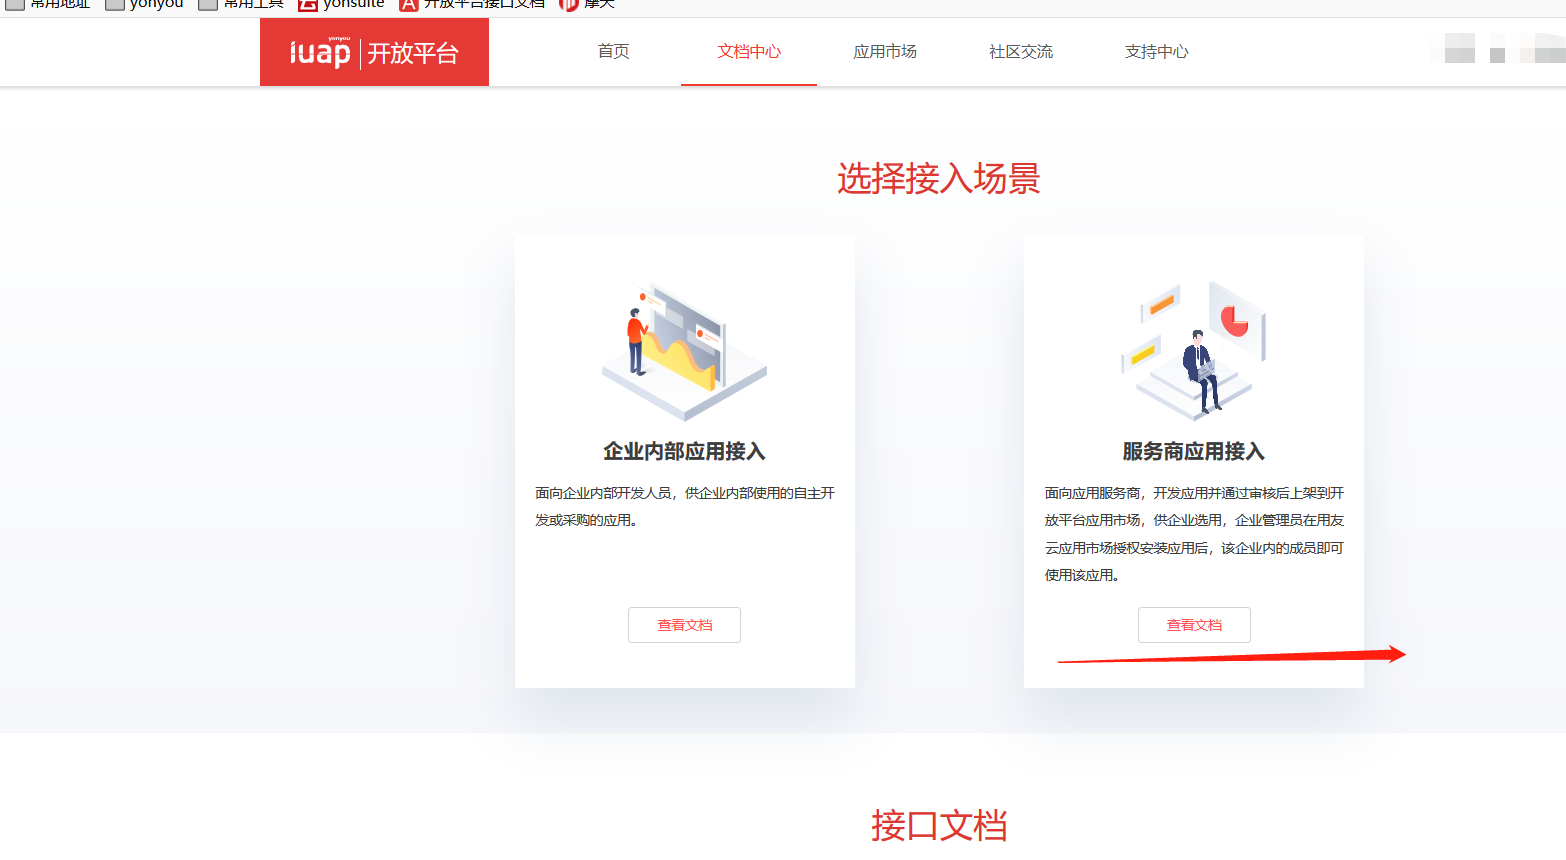 常用地址 yonyou 常用工具 yonsuite 开放平台接口文档 摩天
yonyou
iuap 开放平台 首页 文档中心 应用市场 社区交流 支持中心
选择接入场景
企业内部应用接入
面向企业内部开发人员，供企业内部使用的自主开
发或采购的应用。
查看文档
服务商应用接入
面向应用服务商，开发应用并通过审核后上架到开
放平台应用市场，供企业选用，企业管理员在用友
云应用市场授权安装应用后，该企业内的成员即可
使用该应用。
查看文档
接口文档